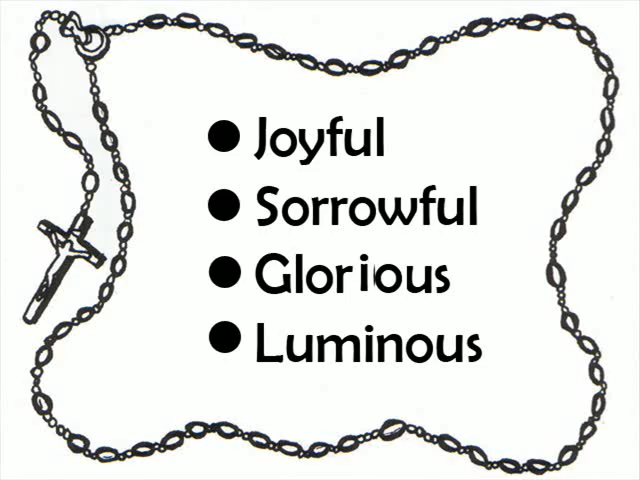 ● Joyful
● Sorrowful
● Glorious
● Luminous